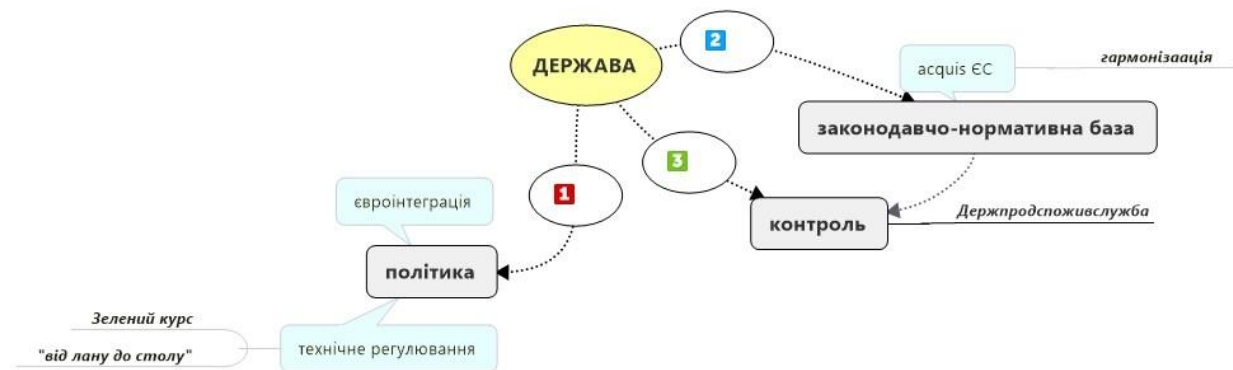 ДЕРЖАВА
2
acquis ЄС
гармонізаація
законодавчо-нормативна база
3
1
євроінтеграція
контроль
Держпродспоживслужба
політика
Зелений курс
технічне регулювання
"від лану до столу"